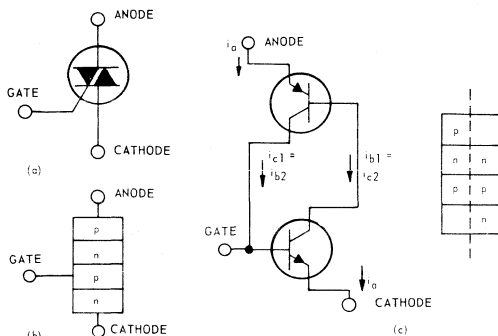 ANODE
GATE
CATHODE
(a)
ANODE
p
n
GATE
p
n
CATHODE
(b)
ia
ANODE
ic1 =
ib2
ib1 =
ic2
GATE
ia
CATHODE
(c)
p
n n
p p
n